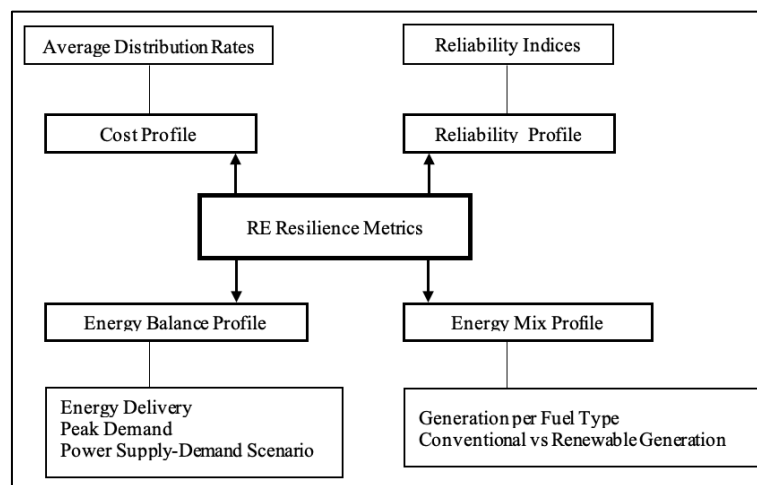 Average Distribution Rates
Reliability Indices
Cost Profile
Reliability Profile
RE Resilience Metrics
Energy Balance Profile
Energy Mix Profile
Energy Delivery
Peak Demand
Power Supply-Demand Scenario
Generation per Fuel Type
Conventional vs Renewable Generation